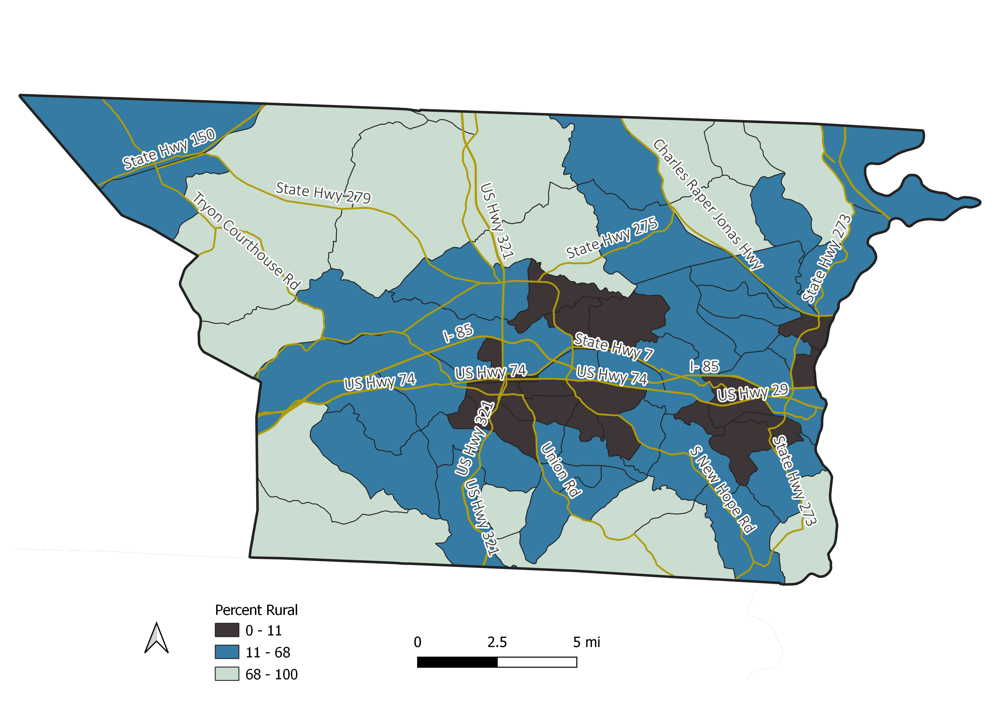 State Hwy 150
Charles Raper Jonas Hwy
State Hwy 279
US Hwy 321
Tryon Courthouse Rd
State Hwy 275
State Hwy 273
I- 85
State Hwy 7
I- 85
US Hwy 74
US Hwy 74
US Hwy 74
US Hwy 29
US Hwy 321
Union Rd
S New Hope Rd
State Hwy 273
US Hwy 321
Percent Rural
0 - 11
11 - 68
68 - 100
0 2.5 5 mi